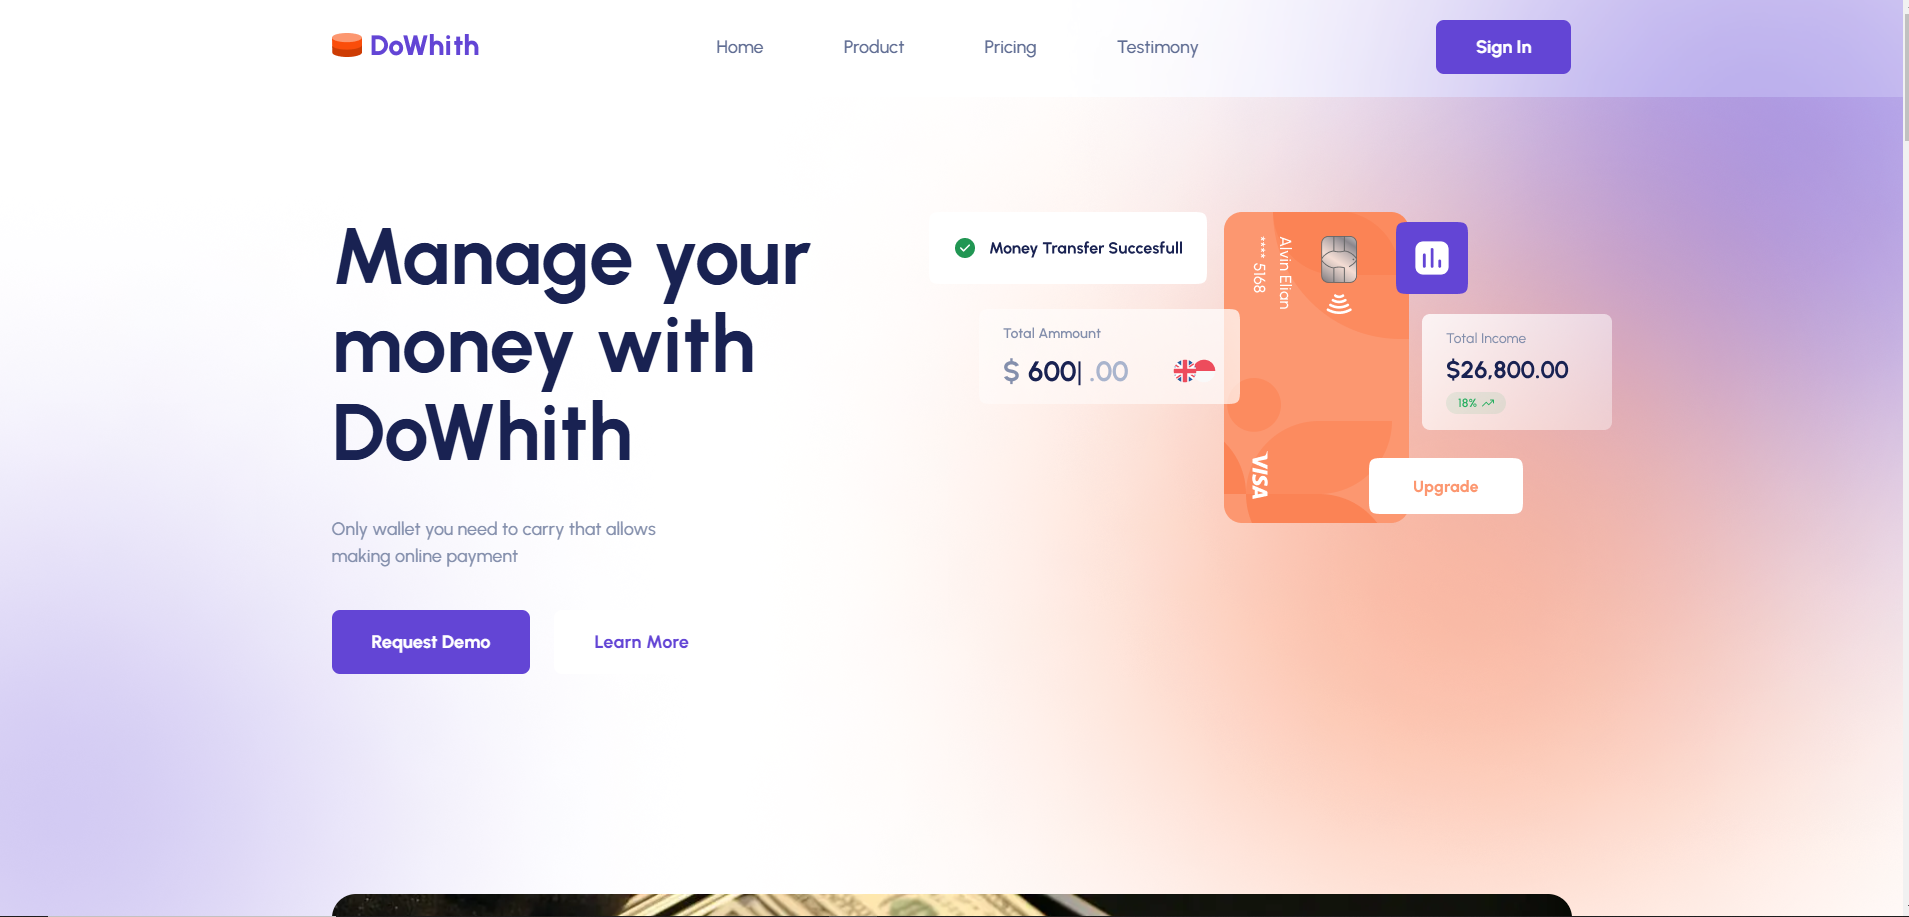 DoWhith
Home
Product
Pricing
Testimony
Sign In
Manage your
money with
DoWhith
Only wallet you need to carry that allows
making online payment
Request Demo
Learn More
Money Transfer Succesfull
Total Ammount
$ 600| .00
Alvin Elian
**** 5168
VISA
Total Income
$26,800.00
18%
Upgrade